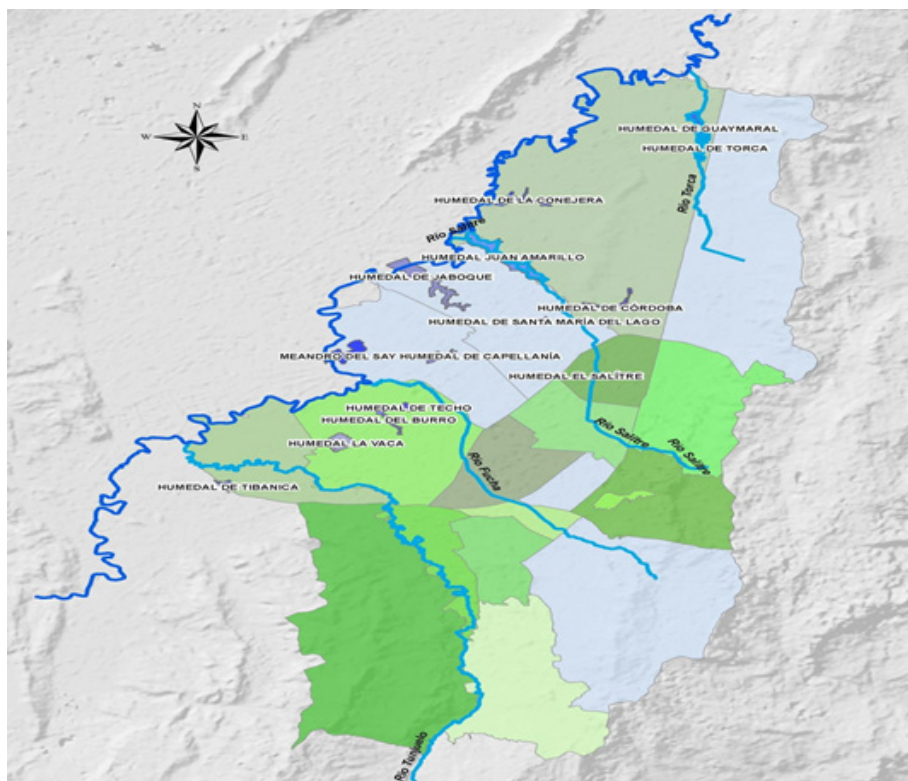 N
W
E
S
HUMEDAL DE GUAYMARAL
HUMEDAL DE TORCA
Río Torca
HUMEDAL DE LA CONEJERA
Río Salitre
HUMEDAL JUAN AMARILLO
HUMEDAL DE JABOQUE
HUMEDAL DE CÓRDOBA
HUMEDAL DE SANTA MARÍA DEL LAGO
MEANDRO DEL SAY HUMEDAL DE CAPELLANÍA
HUMEDAL EL SALÍTRE
HUMEDAL DE TECHO
HUMEDAL DEL BURRO
HUMEDAL LA VACA
Río Salitre
Río Salitre
Río Fucha
HUMEDAL DE TIBANICA
Río Tunjuelo